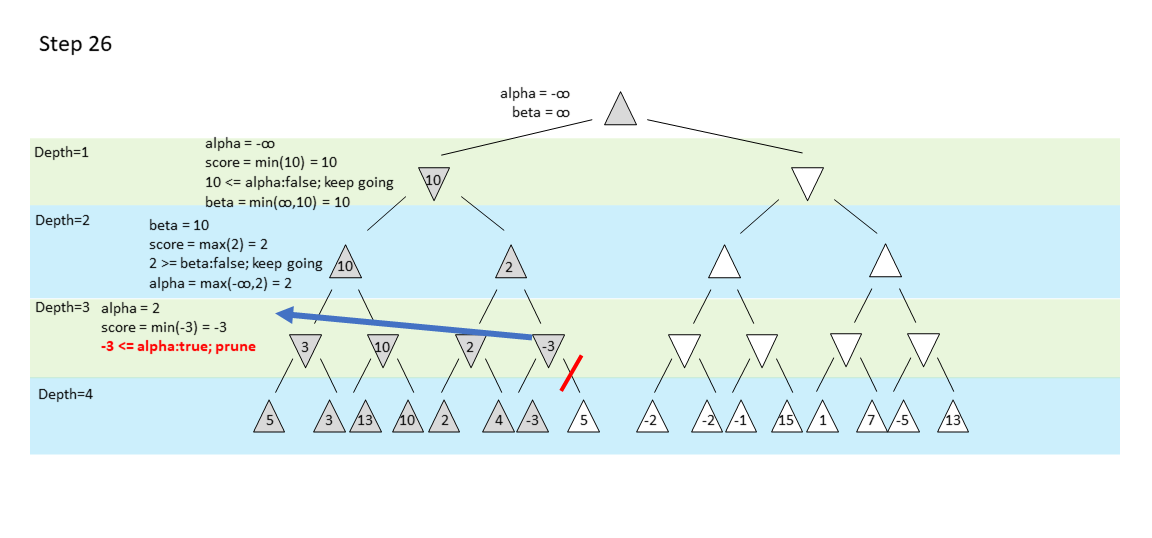 Step 26
alpha = -∞
beta = ∞
Depth=1
alpha = -∞
score = min(10) = 10
10 <= alpha:false; keep going
beta = min(∞,10) = 10
10
Depth=2
beta = 10
score = max(2) = 2
2 >= beta:false; keep going
alpha = max(-∞,2) = 2
10 2
Depth=3
alpha = 2
score = min(-3) = -3
-3 <= alpha:true; prune
3 10 2 -3
Depth=4
5 3 13 10 2 4 -3 5 -2 -2 -1 15 1 7 -5 13